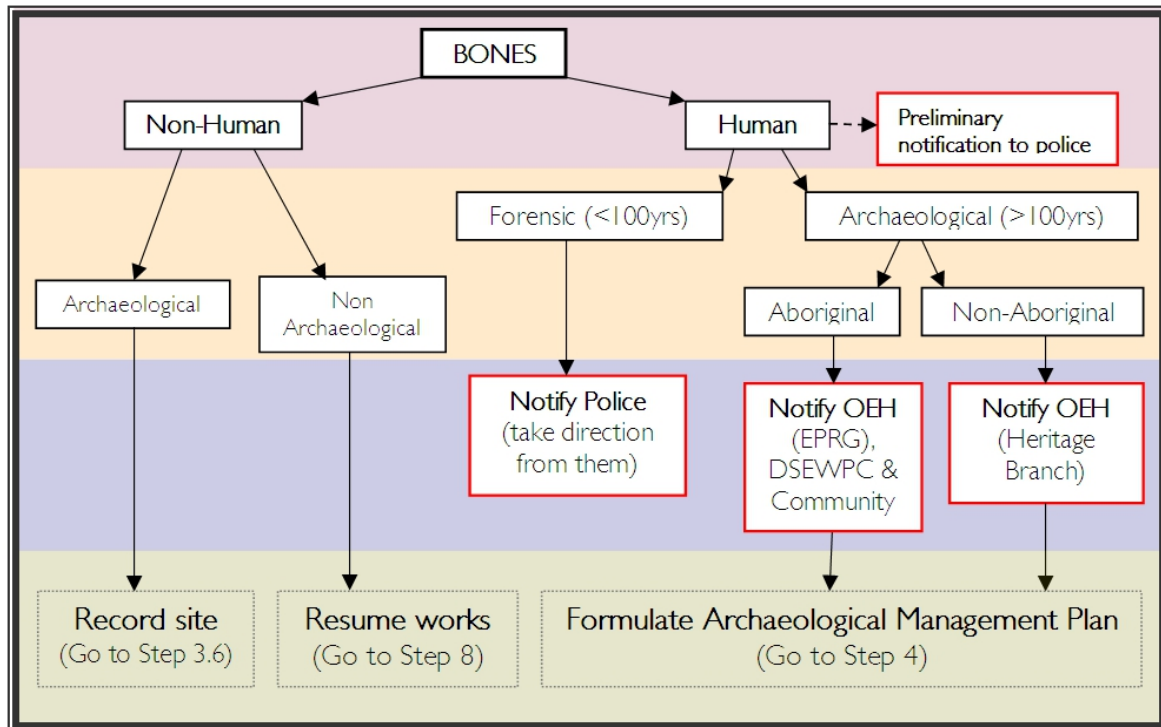 BONES
Non-Human
Human
Preliminary
notification to police
Forensic (<100yrs)
Archaeological (>100yrs)
Archaeological
Non
Archaeological
Aboriginal
Non-Aboriginal
Notify Police
(take direction
from them)
Notify OEH
(EPRG),
DSEWPC &
Community
Notify OEH
(Heritage
Branch)
Record site
(Go to Step 3.6)
Resume works
(Go to Step 8)
Formulate Archaeological Management Plan
(Go to Step 4)